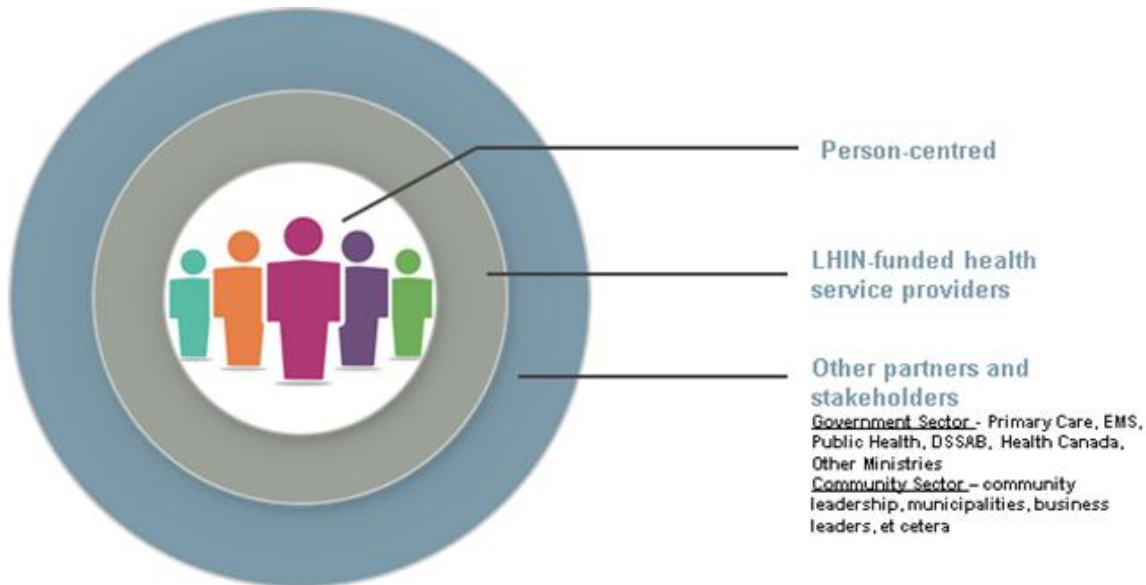 Person-centred
LHIN-funded health
service providers
Other partners and
stakeholders
Government Sector - Primary Care, EMS,
Public Health, DSSAB, Health Canada,
Other Ministries
Community Sector – community
leadership, municipalities, business
leaders, et cetera